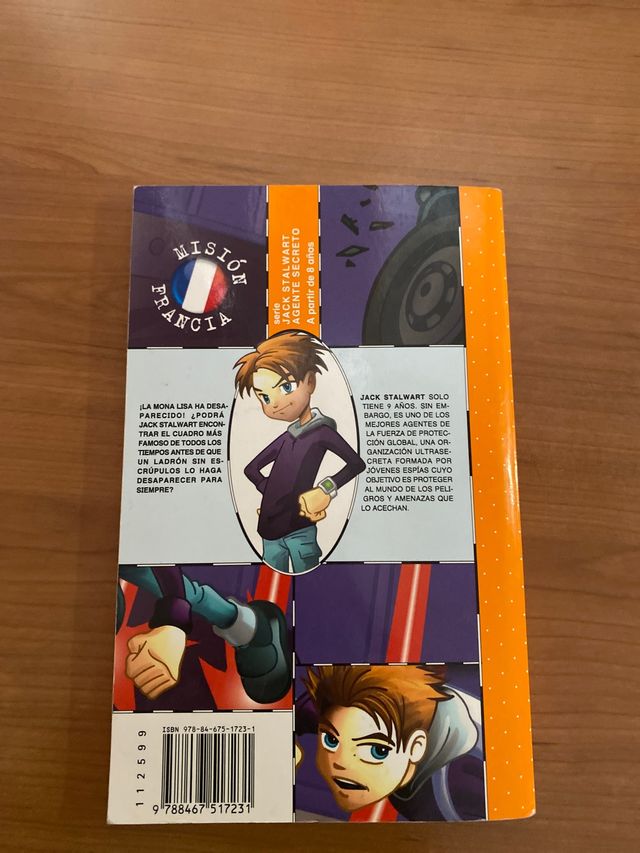 MISIÓN
FRANCIA
serie
JACK STALWART
AGENTE SECRETO
A partir de 8 años
¡LA MONA LISA HA DESA-
PARECIDO! ¿PODRÁ
JACK STALWART ENCON-
TRAR EL CUADRO MÁS
FAMOSO DE TODOS LOS
TIEMPOS ANTES DE QUE
UN LADRÓN SIN ES-
CRÚPULOS LO HAGA
DESAPARECER PARA
SIEMPRE?
JACK STALWART SOLO
TIENE 9 AÑOS. SIN EM-
BARGO, ES UNO DE LOS
MEJORES AGENTES DE
LA FUERZA DE PROTEC-
CIÓN GLOBAL, UNA OR-
GANIZACIÓN ULTRASE-
CRETA FORMADA POR
JÓVENES ESPÍAS CUYO
OBJETIVO ES PROTEGER
AL MUNDO DE LOS PELI-
GROS Y AMENAZAS QUE
LO ACECHAN.
ISBN 978-84-675-1723-1
9 788467 517231
112599